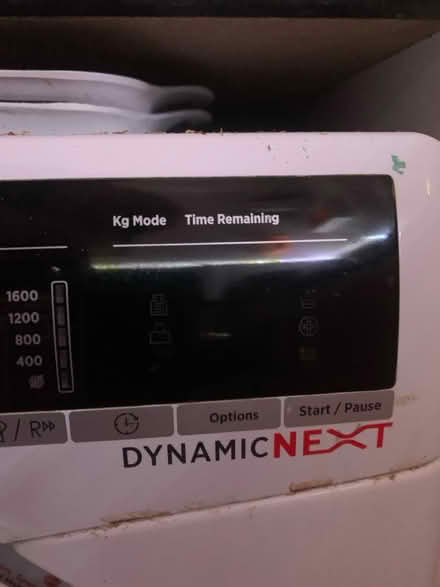 Kg Mode Time Remaining
1600
1200
800
400
Options
Start / Pause
DYNAMICNEXT